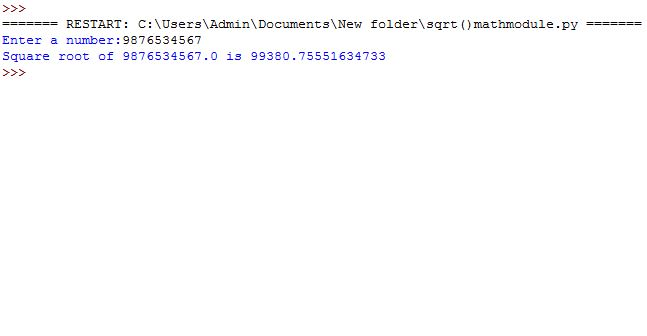 >>>
======= RESTART: C:\Users\Admin\Documents\New folder\sqrt()mathmodule.py =======
Enter a number:9876534567
Square root of 9876534567.0 is 99380.75551634733
>>>